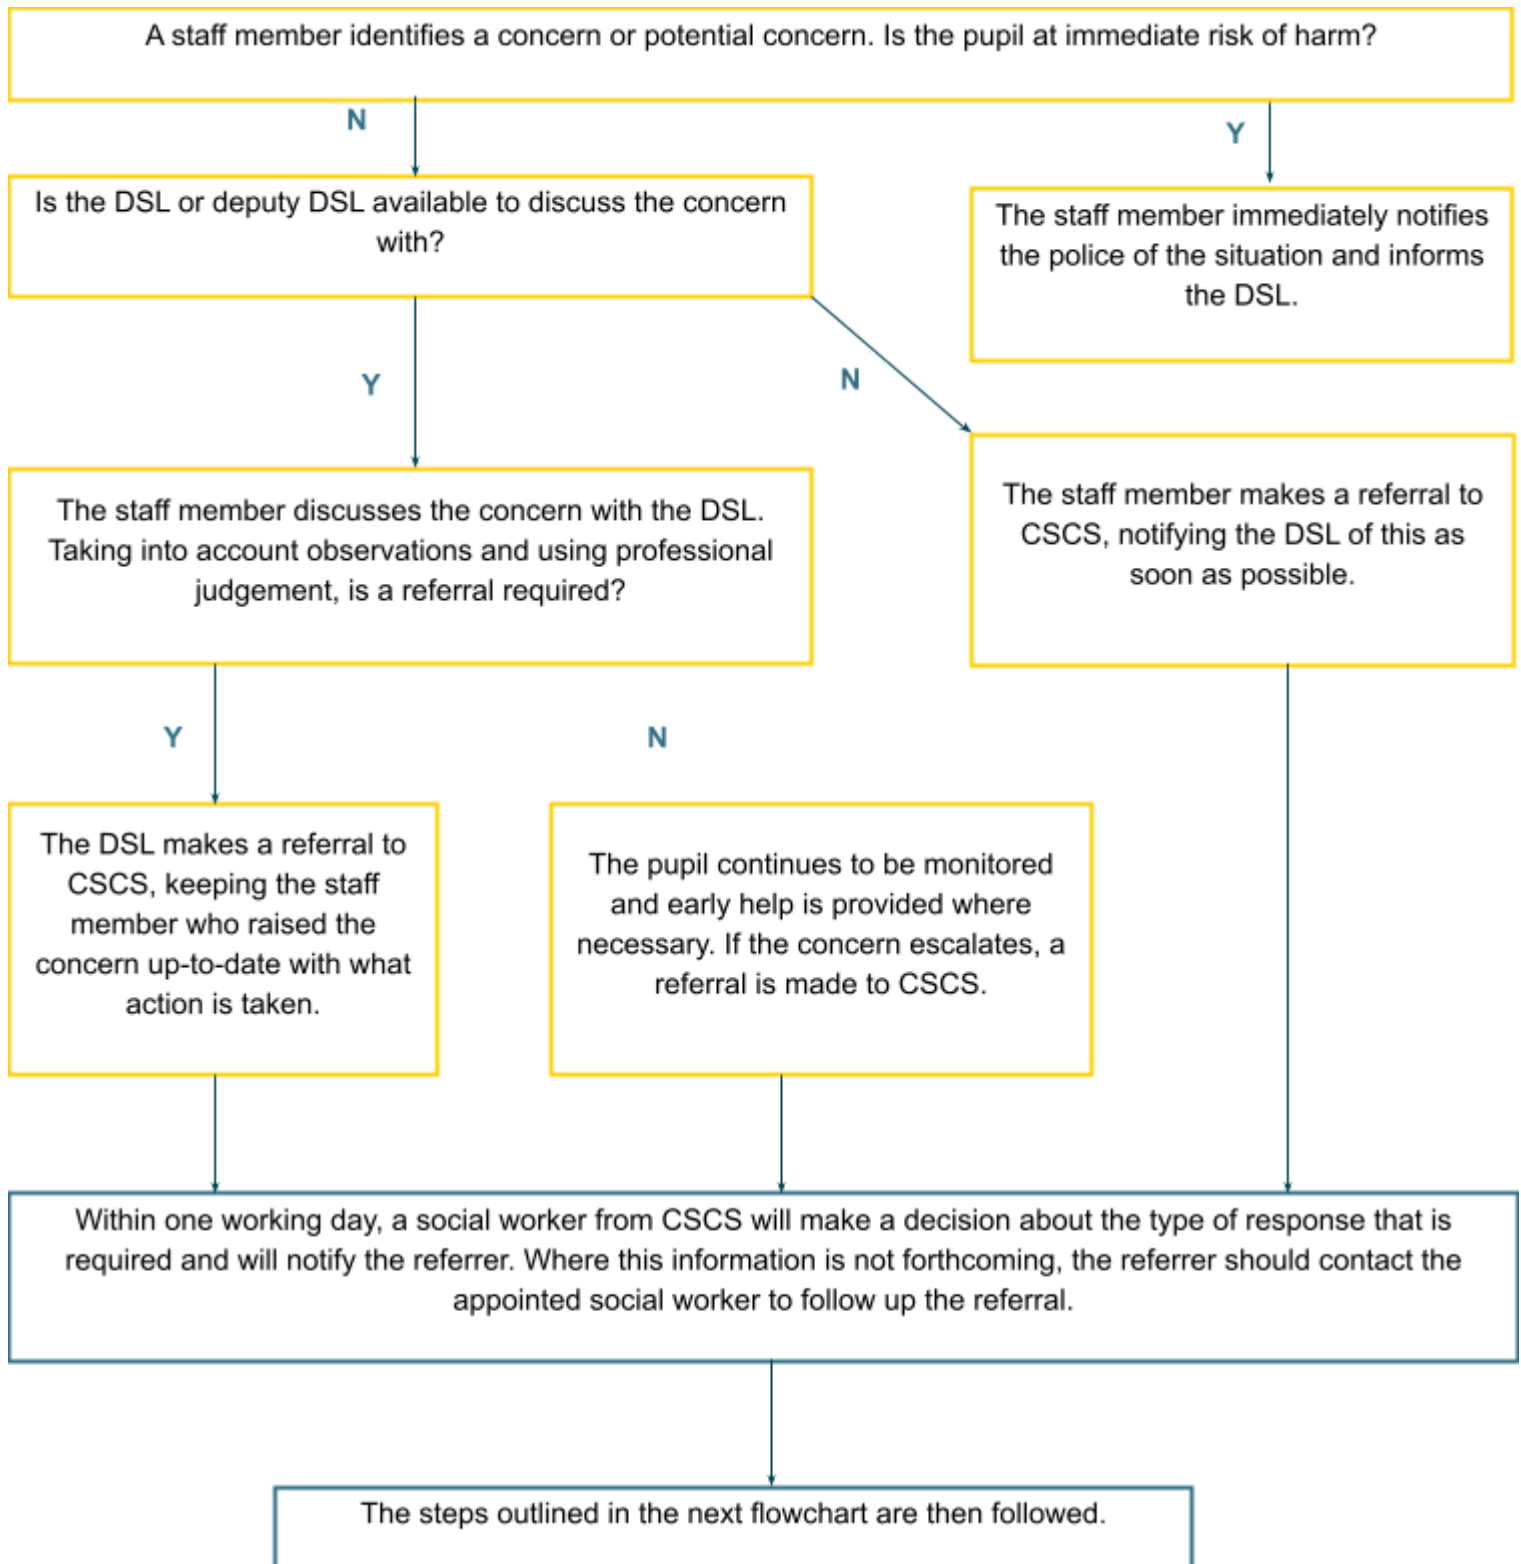 A staff member identifies a concern or potential concern. Is the pupil at immediate risk of harm?
N
Y
Is the DSL or deputy DSL available to discuss the concern
with?
The staff member immediately notifies
the police of the situation and informs
the DSL.
Y
N
The staff member discusses the concern with the DSL.
Taking into account observations and using professional
judgement, is a referral required?
The staff member makes a referral to
CSCS, notifying the DSL of this as
soon as possible.
Y
N
The DSL makes a referral to
CSCS, keeping the staff
member who raised the
concern up-to-date with what
action is taken.
The pupil continues to be monitored
and early help is provided where
necessary. If the concern escalates, a
referral is made to CSCS.
Within one working day, a social worker from CSCS will make a decision about the type of response that is
required and will notify the referrer. Where this information is not forthcoming, the referrer should contact the
appointed social worker to follow up the referral.
The steps outlined in the next flowchart are then followed.